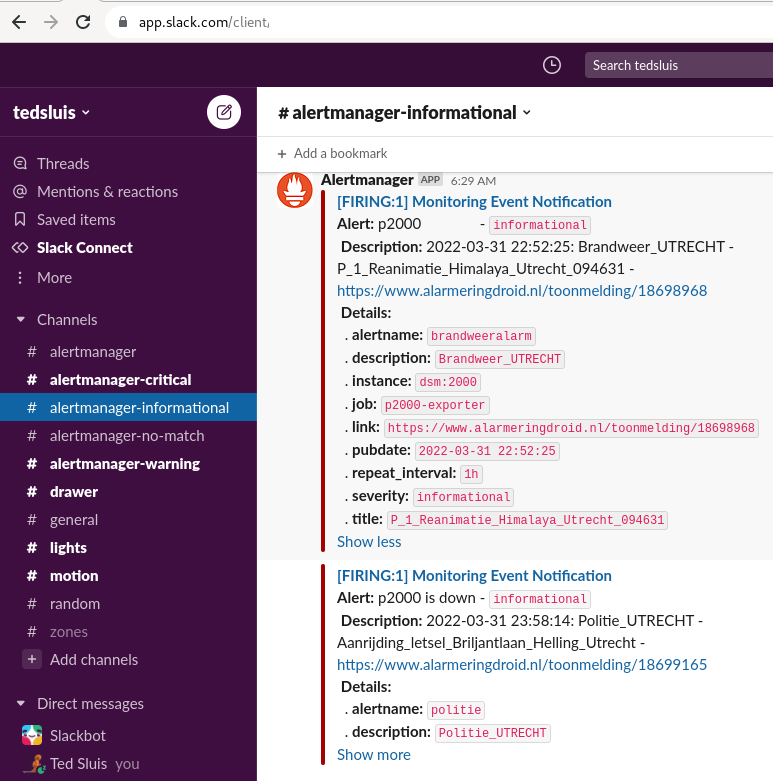 app.slack.com/client/
Search tedsluis
tedsluis
# alertmanager-informational
Threads
Mentions & reactions
Saved items
Slack Connect
More
Channels
# alertmanager
# alertmanager-critical
# alertmanager-informational
# alertmanager-no-match
# alertmanager-warning
# drawer
# general
# lights
# motion
# random
# zones
+ Add channels
Direct messages
Slackbot
Ted Sluis you
+ Add a bookmark
Alertmanager APP 6:29 AM
[FIRING:1] Monitoring Event Notification
Alert: p2000 - informational
Description: 2022-03-31 22:52:25: Brandweer_UTRECHT -
P_1_Reanimatie_Himalaya_Utrecht_094631 -
https://www.alarmeringdroid.nl/toonmelding/18698968
Details:
. alertname: brandweeralarm
. description: Brandweer_UTRECHT
. instance: dsm:2000
. job: p2000-exporter
. link: https://www.alarmeringdroid.nl/toonmelding/18698968
. pubdate: 2022-03-31 22:52:25
. repeat_interval: 1h
. severity: informational
. title: P_1_Reanimatie_Himalaya_Utrecht_094631
Show less
[FIRING:1] Monitoring Event Notification
Alert: p2000 is down - informational
Description: 2022-03-31 23:58:14: Politie_UTRECHT -
Aanrijding_letsel_Briljantlaan_Helling_Utrecht -
https://www.alarmeringdroid.nl/toonmelding/18699165
Details:
. alertname: politie
. description: Politie_UTRECHT
Show more